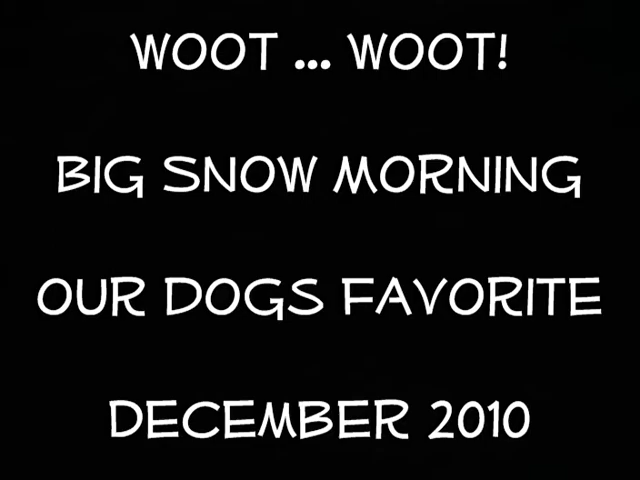 WOOT ... WOOT!
BIG SNOW MORNING
OUR DOGS FAVORITE
DECEMBER 2010